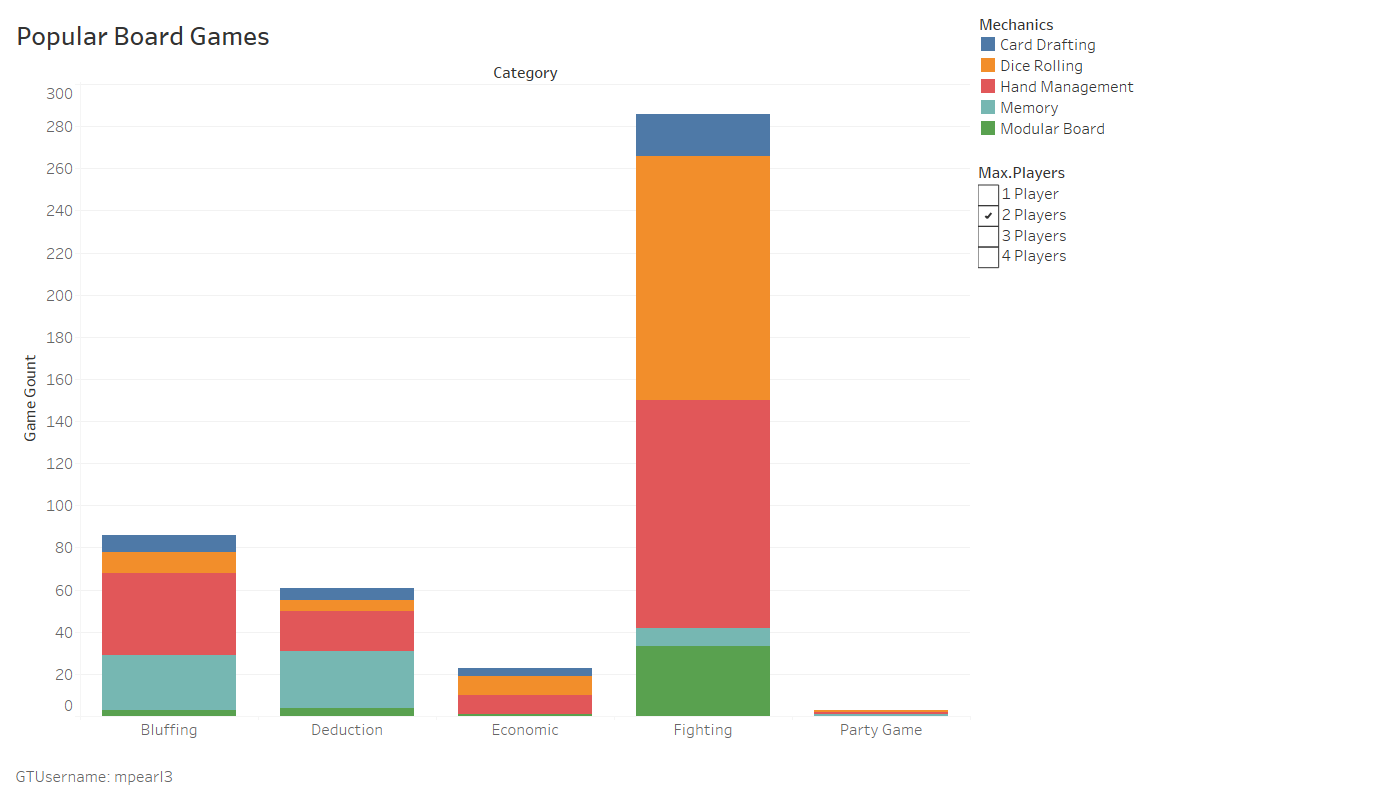 Popular Board Games
Category
300
280
260
240
220
200
180
160
140
120
100
80
60
40
20
0
Game Gount
Bluffing
Deduction
Economic
Fighting
Party Game
Mechanics
Card Drafting
Dice Rolling
Hand Management
Memory
Modular Board
Max.Players
1 Player
2 Players
3 Players
4 Players
GTUsername: mpearl3